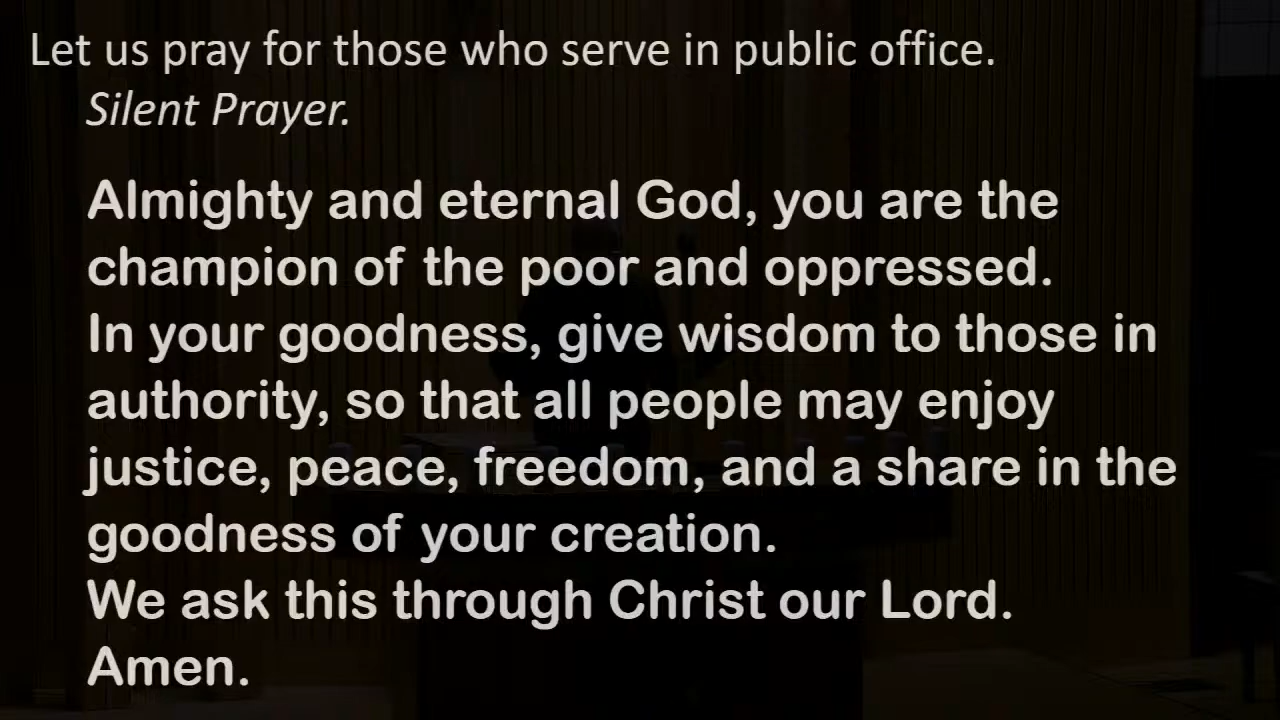 Let us pray for those who serve in public office.
Silent Prayer.
Almighty and eternal God, you are the
champion of the poor and oppressed.
In your goodness, give wisdom to those in
authority, so that all people may enjoy
justice, peace, freedom, and a share in the
goodness of your creation.
We ask this through Christ our Lord.
Amen.